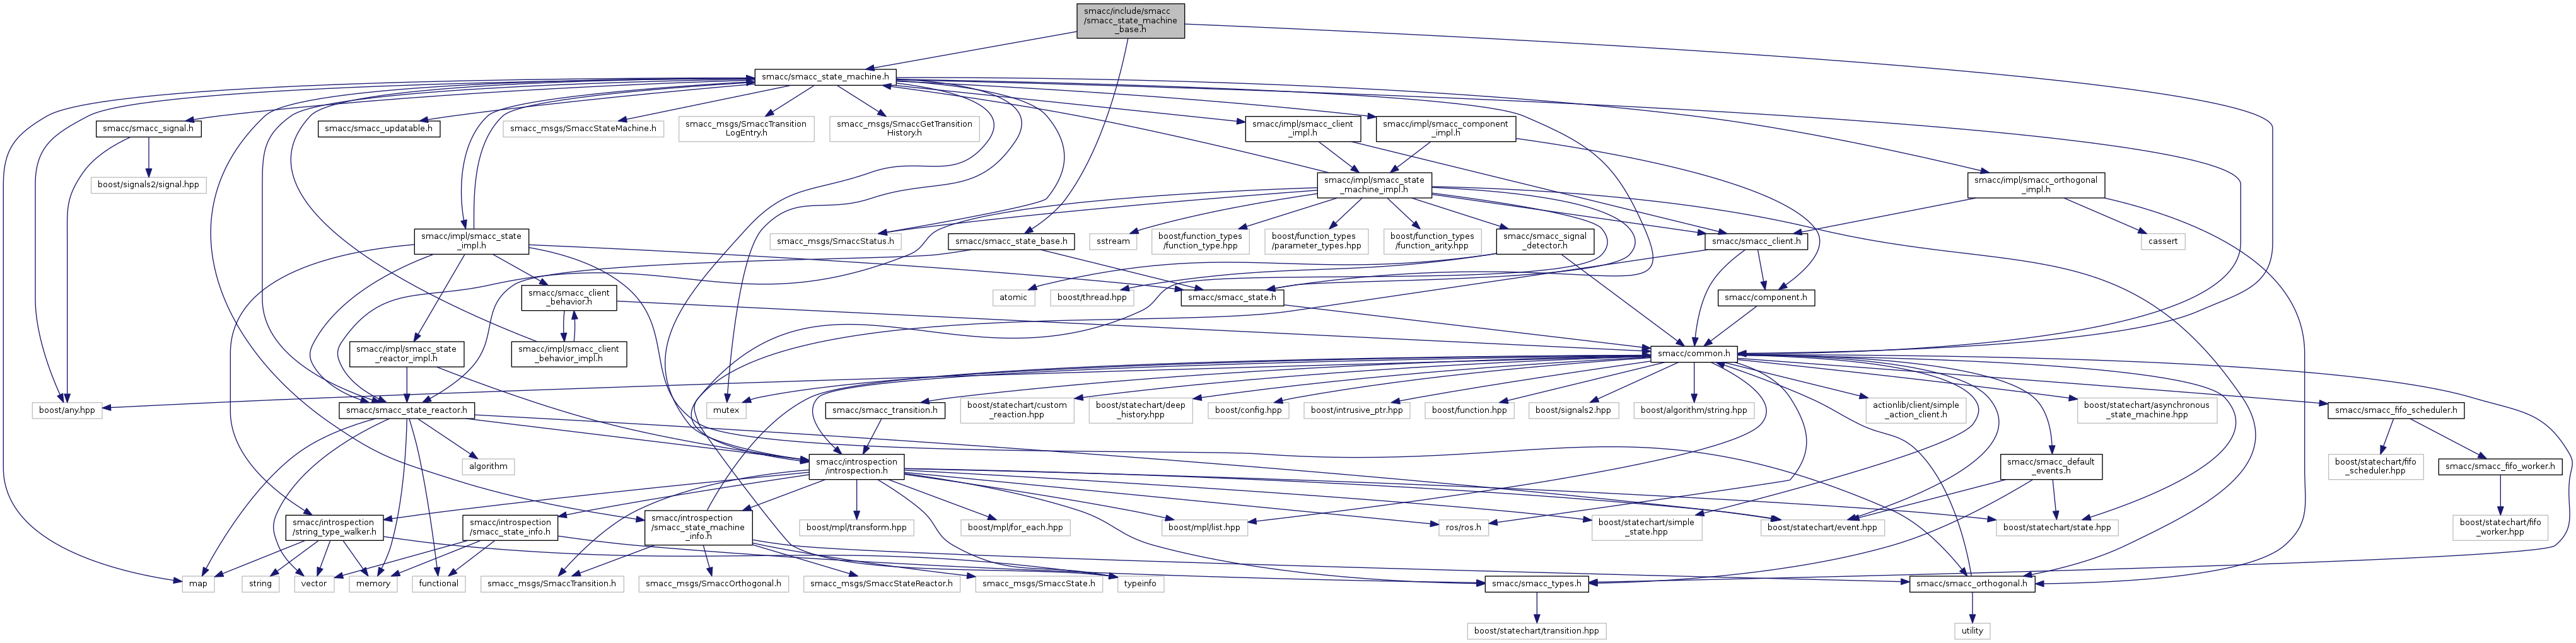 smacc/include/smacc
/smacc_state_machine
_base.h
smacc/smacc_state_machine.h
smacc/smacc_signal.h
smacc/smacc_updatable.h
smacc_msgs/SmaccStateMachine.h
smacc_msgs/SmaccTransition
LogEntry.h
smacc_msgs/SmaccGetTransition
History.h
smacc/impl/smacc_client
_impl.h
smacc/impl/smacc_component
_impl.h
boost/signals2/signal.hpp
smacc/impl/smacc_state
_machine_impl.h
smacc/impl/smacc_orthogonal
_impl.h
smacc/impl/smacc_state
_impl.h
smacc_msgs/SmaccStatus.h
smacc/smacc_state_base.h
sstream
boost/function_types
/function_type.hpp
boost/function_types
/parameter_types.hpp
boost/function_types
/function_arity.hpp
smacc/smacc_signal
_detector.h
smacc/smacc_client.h
cassert
smacc/smacc_client
_behavior.h
atomic
boost/thread.hpp
smacc/smacc_state.h
smacc/component.h
smacc/impl/smacc_state
_reactor_impl.h
smacc/impl/smacc_client
_behavior_impl.h
smacc/common.h
boost/any.hpp
smacc/smacc_state_reactor.h
mutex
smacc/smacc_transition.h
boost/statechart/custom
_reaction.hpp
boost/statechart/deep
_history.hpp
boost/config.hpp
boost/intrusive_ptr.hpp
boost/function.hpp
boost/signals2.hpp
boost/algorithm/string.hpp
actionlib/client/simple
_action_client.h
boost/statechart/asynchronous
_state_machine.hpp
smacc/smacc_fifo_scheduler.h
algorithm
smacc/introspection
/introspection.h
smacc/smacc_default
_events.h
boost/statechart/fifo
_scheduler.hpp
smacc/smacc_fifo_worker.h
smacc/introspection
/string_type_walker.h
smacc/introspection
/smacc_state_info.h
smacc/introspection
/smacc_state_machine
_info.h
boost/mpl/transform.hpp
boost/mpl/for_each.hpp
boost/mpl/list.hpp
ros/ros.h
boost/statechart/simple
_state.hpp
boost/statechart/event.hpp
boost/statechart/state.hpp
boost/statechart/fifo
_worker.hpp
map
string
vector
memory
functional
smacc_msgs/SmaccTransition.h
smacc_msgs/SmaccOrthogonal.h
smacc_msgs/SmaccStateReactor.h
smacc_msgs/SmaccState.h
typeinfo
smacc/smacc_types.h
smacc/smacc_orthogonal.h
boost/statechart/transition.hpp
utility